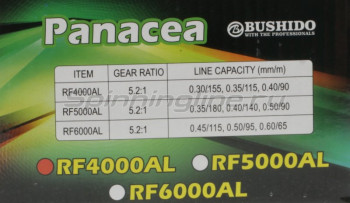 Panacea
BUSHIDO
WITH THE PROFESSIONALS
ITEM GEAR RATIO LINE CAPACITY (mm/m)
RF4000AL 5.2:1 0.30/155, 0.35/115, 0.40/90
RF5000AL 5.2:1 0.35/180, 0.40/140, 0.50/90
RF6000AL 5.2:1 0.45/115, 0.50/95, 0.60/65
RF4000AL RF5000AL
RF6000AL